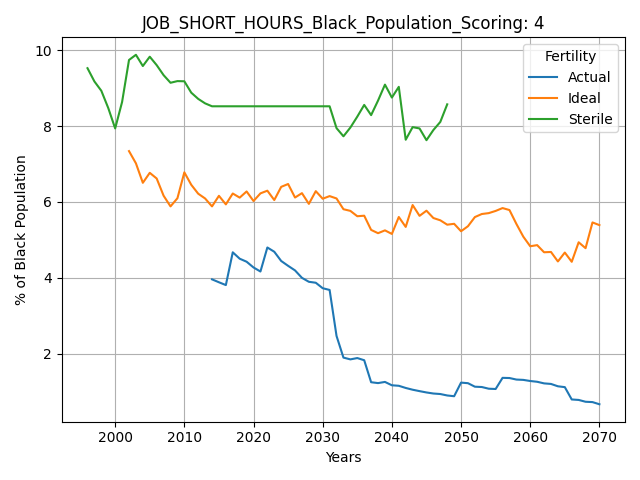 JOB_SHORT_HOURS_Black_Population_Scoring: 4
Fertility
Actual
Ideal
Sterile
% of Black Population
10
8
6
4
2
2000 2010 2020 2030 2040 2050 2060 2070
Years